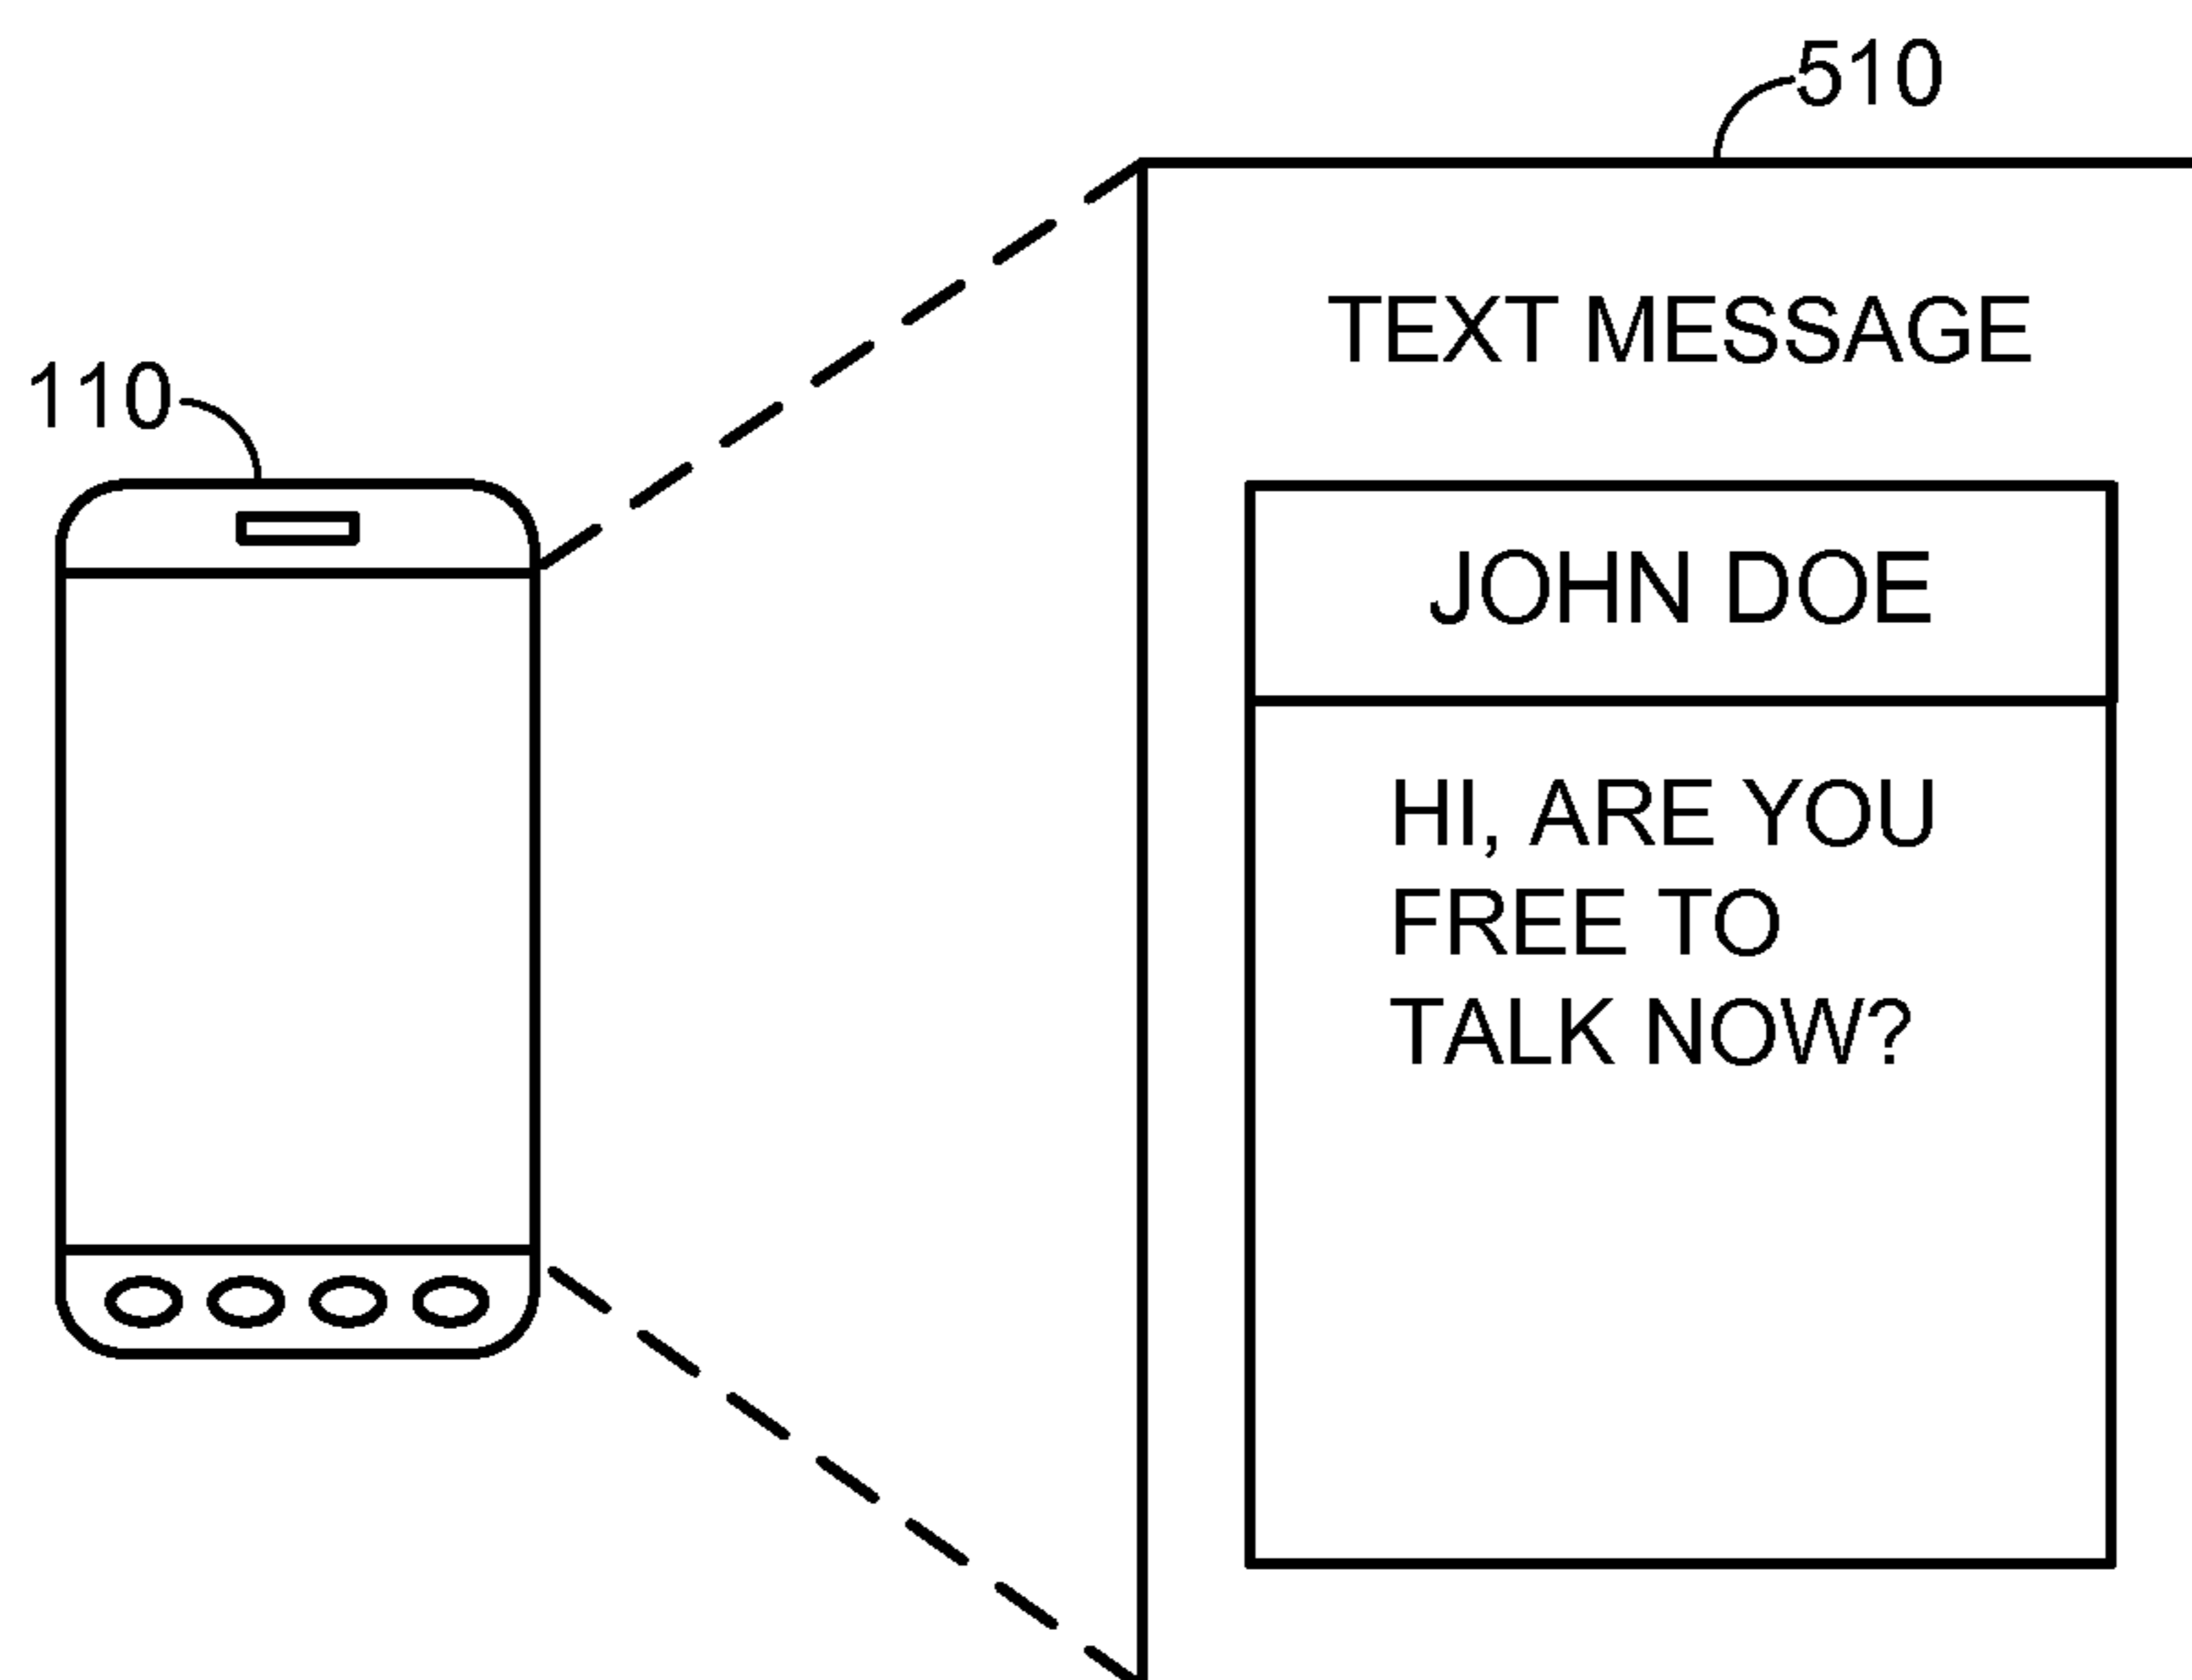 510
TEXT MESSAGE
110
JOHN DOE
HI, ARE YOU
FREE TO
TALK NOW?